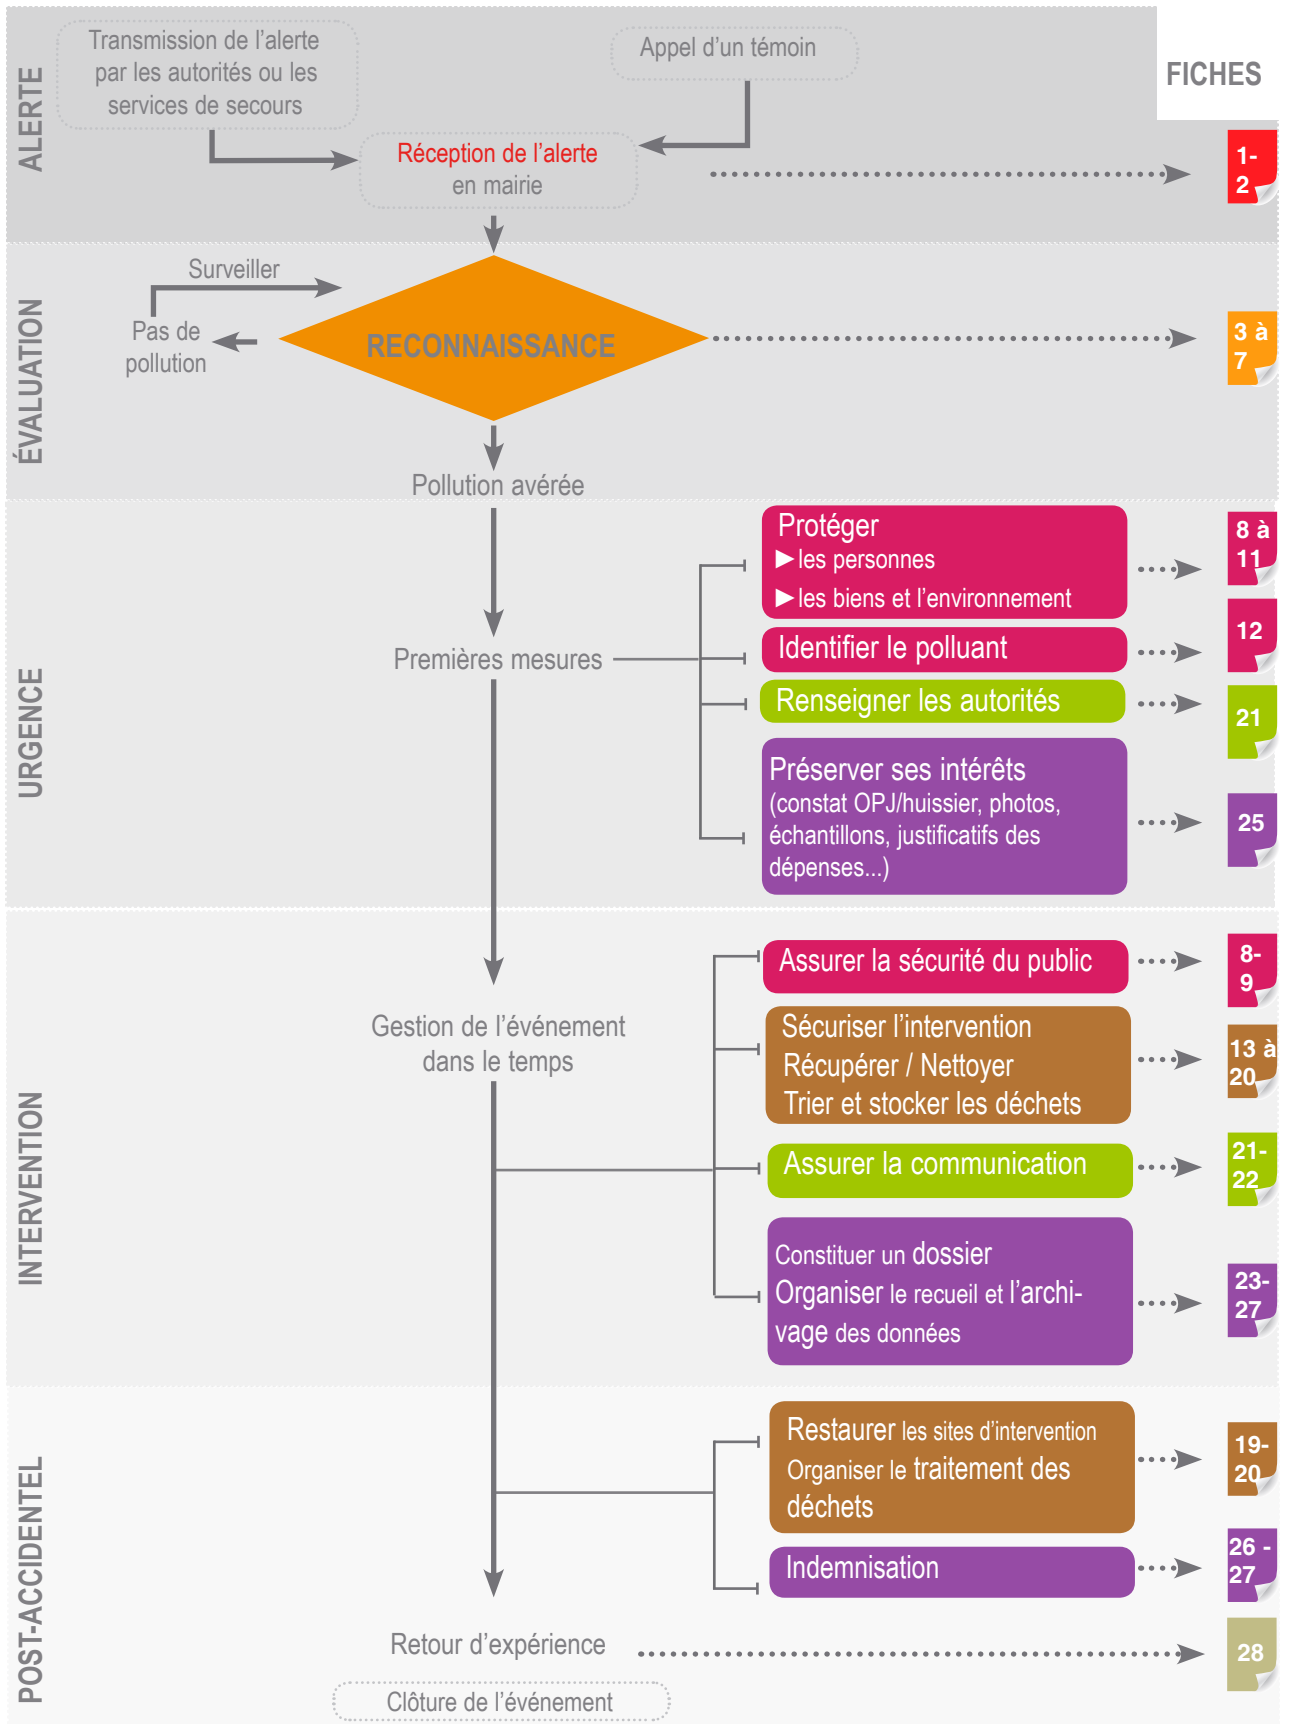 FICHES
ALERTE
Transmission de l'alerte
par les autorités ou les
services de secours
Appel d'un témoin
Réception de l'alerte
en mairie
1-
2
ÉVALUATION
Surveiller
Pas de
pollution
RECONNAISSANCE
3 à
7
Pollution avérée
URGENCE
Premières mesures
Protéger
►les personnes
►les biens et l'environnement
8 à
11
Identifier le polluant
12
Renseigner les autorités
21
Préserver ses intérêts
(constat OPJ/huissier, photos,
échantillons, justificatifs des
dépenses...)
25
INTERVENTION
Gestion de l'événement
dans le temps
Assurer la sécurité du public
8-
9
Sécuriser l'intervention
Récupérer / Nettoyer
Trier et stocker les déchets
13 à
20
Assurer la communication
21-
22
Constituer un dossier
Organiser le recueil et l'archi-
vage des données
23-
27
POST-ACCIDENTEL
Restaurer les sites d'intervention
Organiser le traitement des
déchets
19-
20
Indemnisation
26 -
27
Retour d'expérience
28
Clôture de l'événement